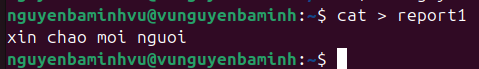 nguyenbaminhvu@vunguyenbaminh:~$ cat > report1
xin chao moi nguoi
nguyenbaminhvu@vunguyenbaminh:~$